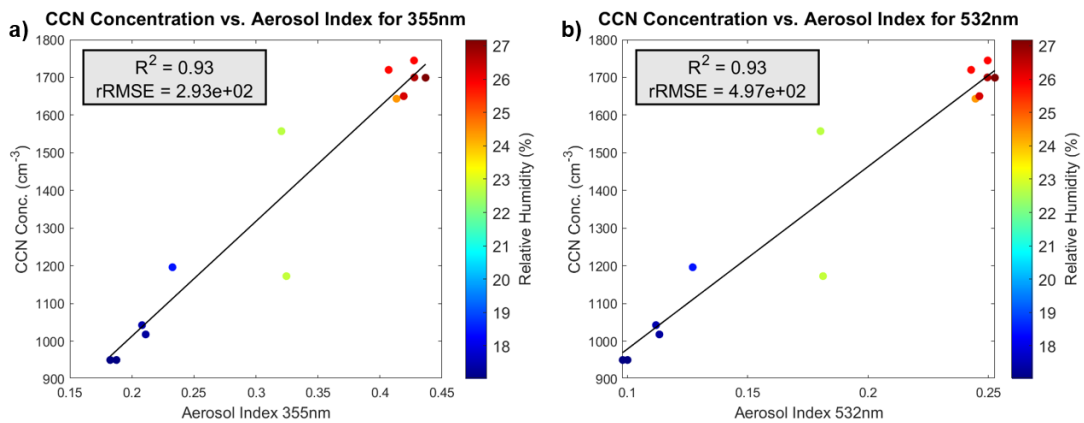 a)
CCN Concentration vs. Aerosol Index for 355nm
R² = 0.93
rRMSE = 2.93e+02
CCN Conc. (cm⁻³)
1800
1700
1600
1500
1400
1300
1200
1100
1000
900
0.15 0.2 0.25 0.3 0.35 0.4 0.45
Aerosol Index 355nm
27
26
25
24
23
22
21
20
19
18
Relative Humidity (%)
b)
CCN Concentration vs. Aerosol Index for 532nm
R² = 0.93
rRMSE = 4.97e+02
CCN Conc. (cm⁻³)
1800
1700
1600
1500
1400
1300
1200
1100
1000
900
0.1 0.15 0.2 0.25
Aerosol Index 532nm
27
26
25
24
23
22
21
20
19
18
Relative Humidity (%)